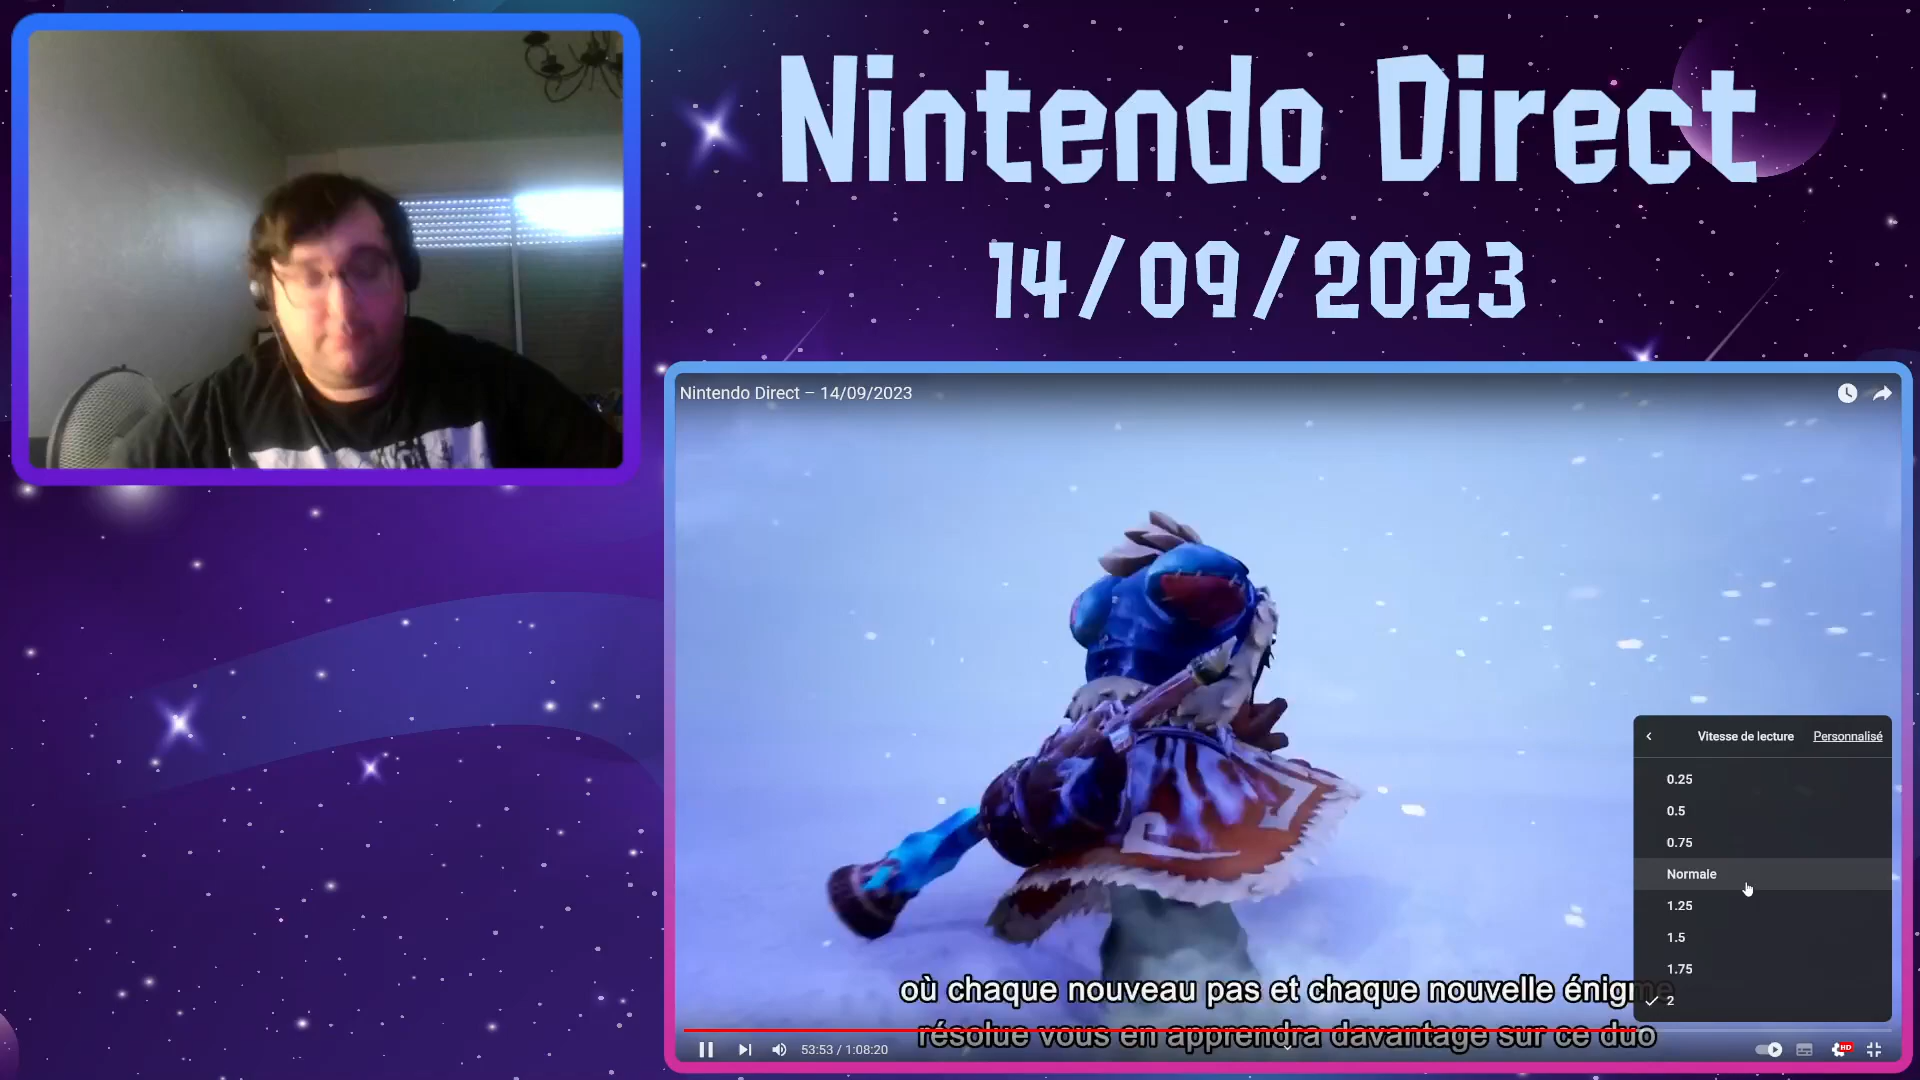 Nintendo Direct
14/09/2023
Nintendo Direct – 14/09/2023
Vitesse de lecture Personnalisé
0.25
0.5
0.75
Normale
1.25
1.5
1.75
2
où chaque nouveau pas et chaque nouvelle énigme
résolue vous en apprendra davantage sur ce duo
53:53 / 1:08:20
HD